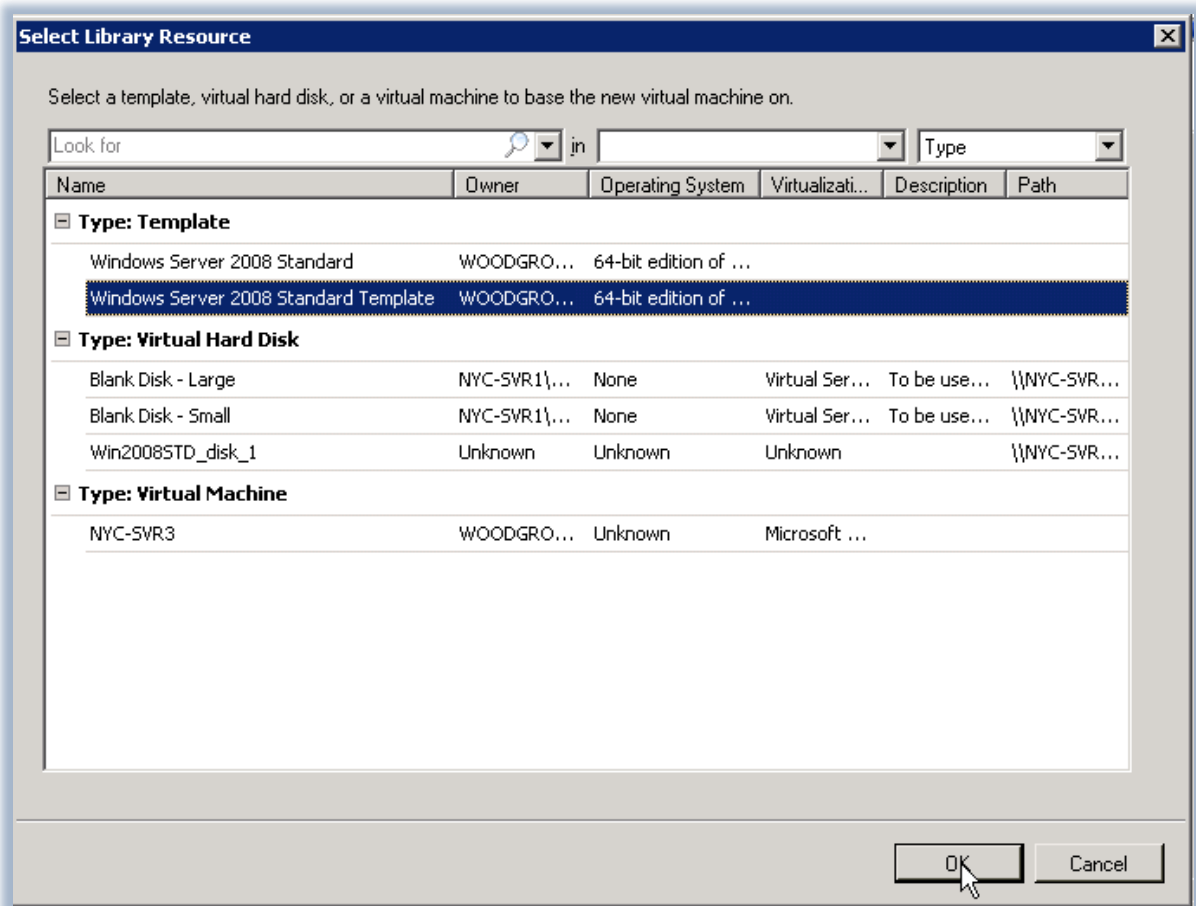 Select Library Resource
Select a template, virtual hard disk, or a virtual machine to base the new virtual machine on.
Look for in Type
Name Owner Operating System Virtualizati... Description Path
Type: Template
Windows Server 2008 Standard WOODGRO... 64-bit edition of ...
Windows Server 2008 Standard Template WOODGRO... 64-bit edition of ...
Type: Virtual Hard Disk
Blank Disk - Large NYC-SVR1\... None Virtual Ser... To be use... \\NYC-SVR...
Blank Disk - Small NYC-SVR1\... None Virtual Ser... To be use... \\NYC-SVR...
Win2008STD_disk_1 Unknown Unknown Unknown \\NYC-SVR...
Type: Virtual Machine
NYC-SVR3 WOODGRO... Unknown Microsoft ...
OK Cancel